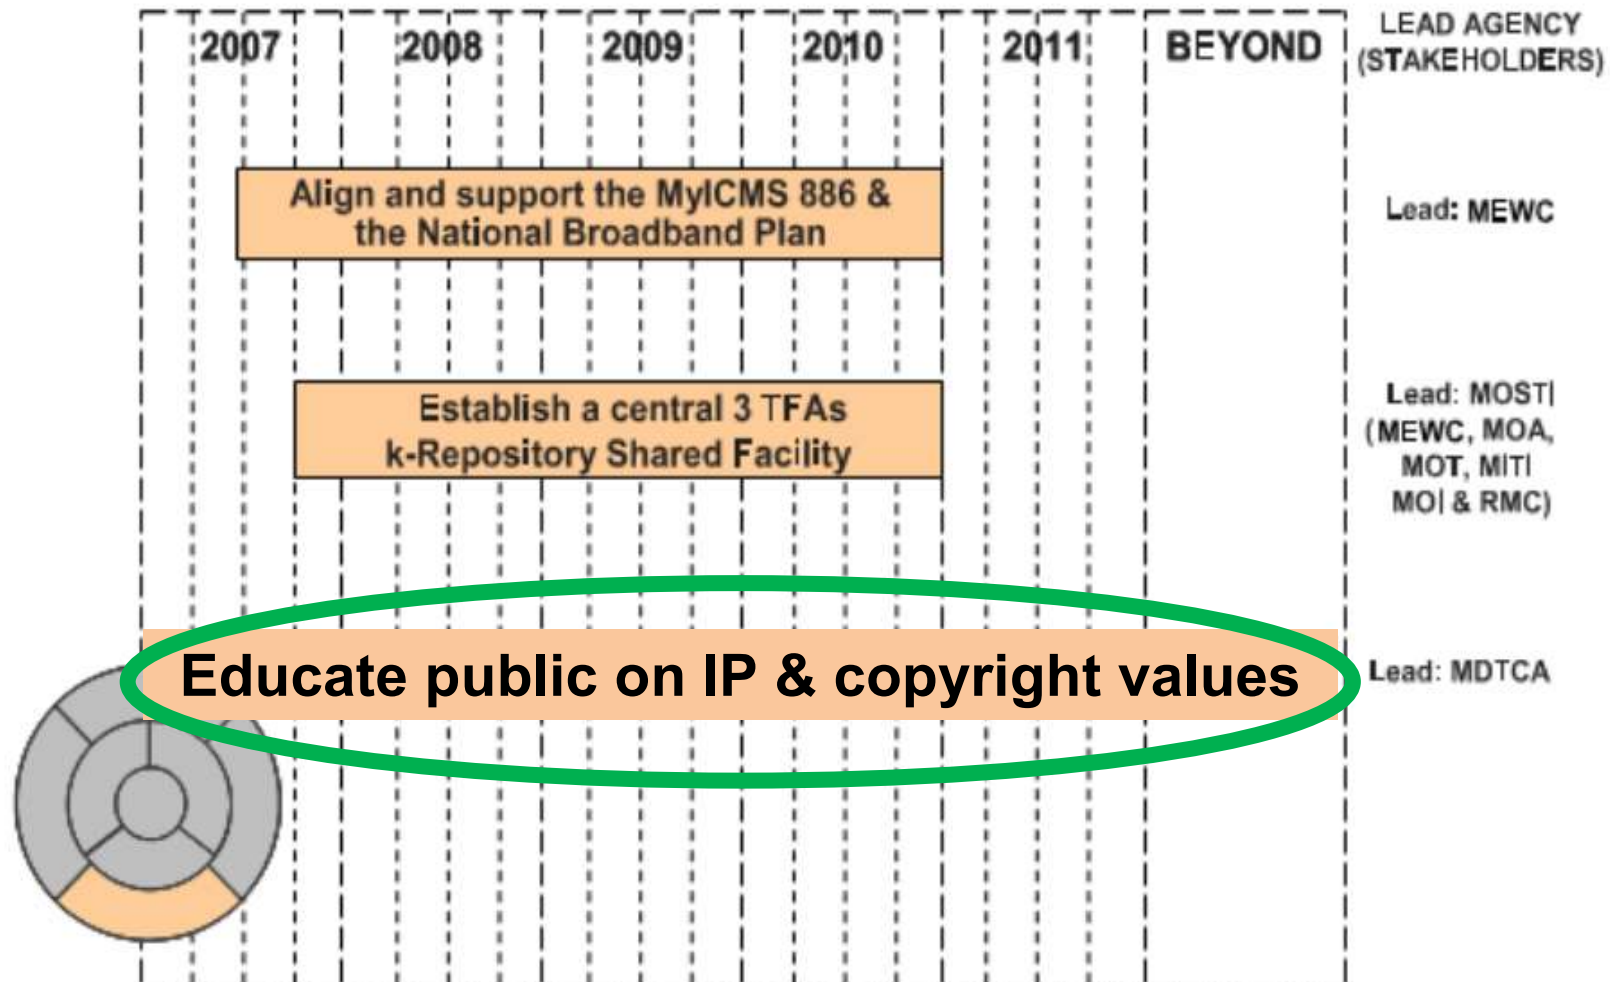 2007 2008 2009 2010 2011 BEYOND
LEAD AGENCY
(STAKEHOLDERS)
Align and support the MyICMS 886 &
the National Broadband Plan
Lead: MEWC
Establish a central 3 TFAs
k-Repository Shared Facility
Lead: MOSTI
(MEWC, MOA,
MOT, MITI
MOI & RMC)
Educate public on IP & copyright values
Lead: MDTCA